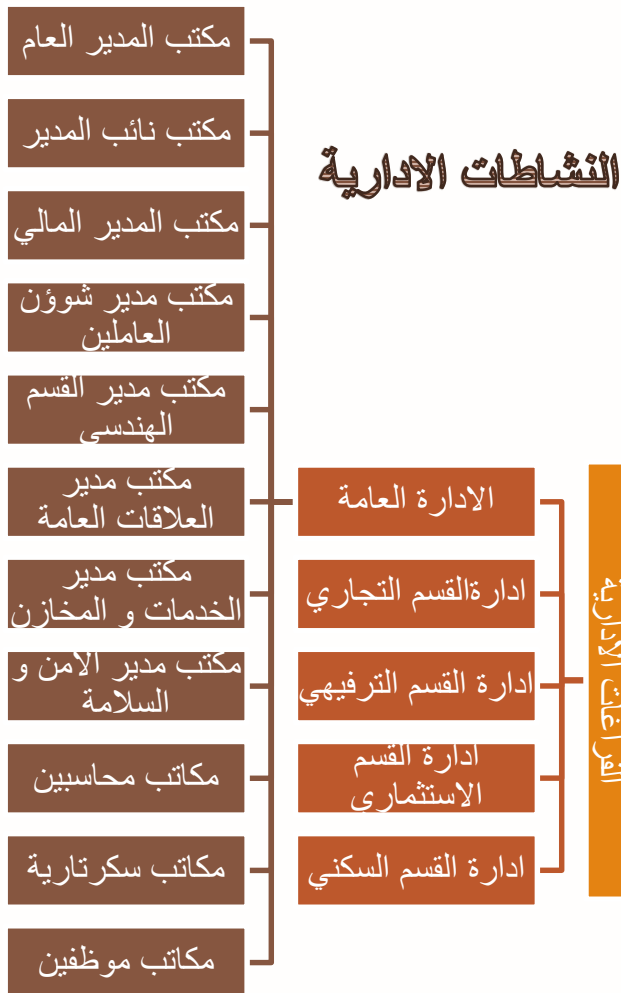 النشاطات الادارية
الفراغات الادارية
الادارة العامة
ادارةالقسم التجاري
ادارة القسم الترفيهي
ادارة القسم
الاستثماري
ادارة القسم السكني
مكتب المدير العام
مكتب نائب المدير
مكتب المدير المالي
مكتب مدير شوؤن
العاملين
مكتب مدير القسم
الهندسي
مكتب مدير
العلاقات العامة
مكتب مدير
الخدمات و المخازن
مكتب مدير الامن و
السلامة
مكاتب محاسبين
مكاتب سكرتارية
مكاتب موظفين